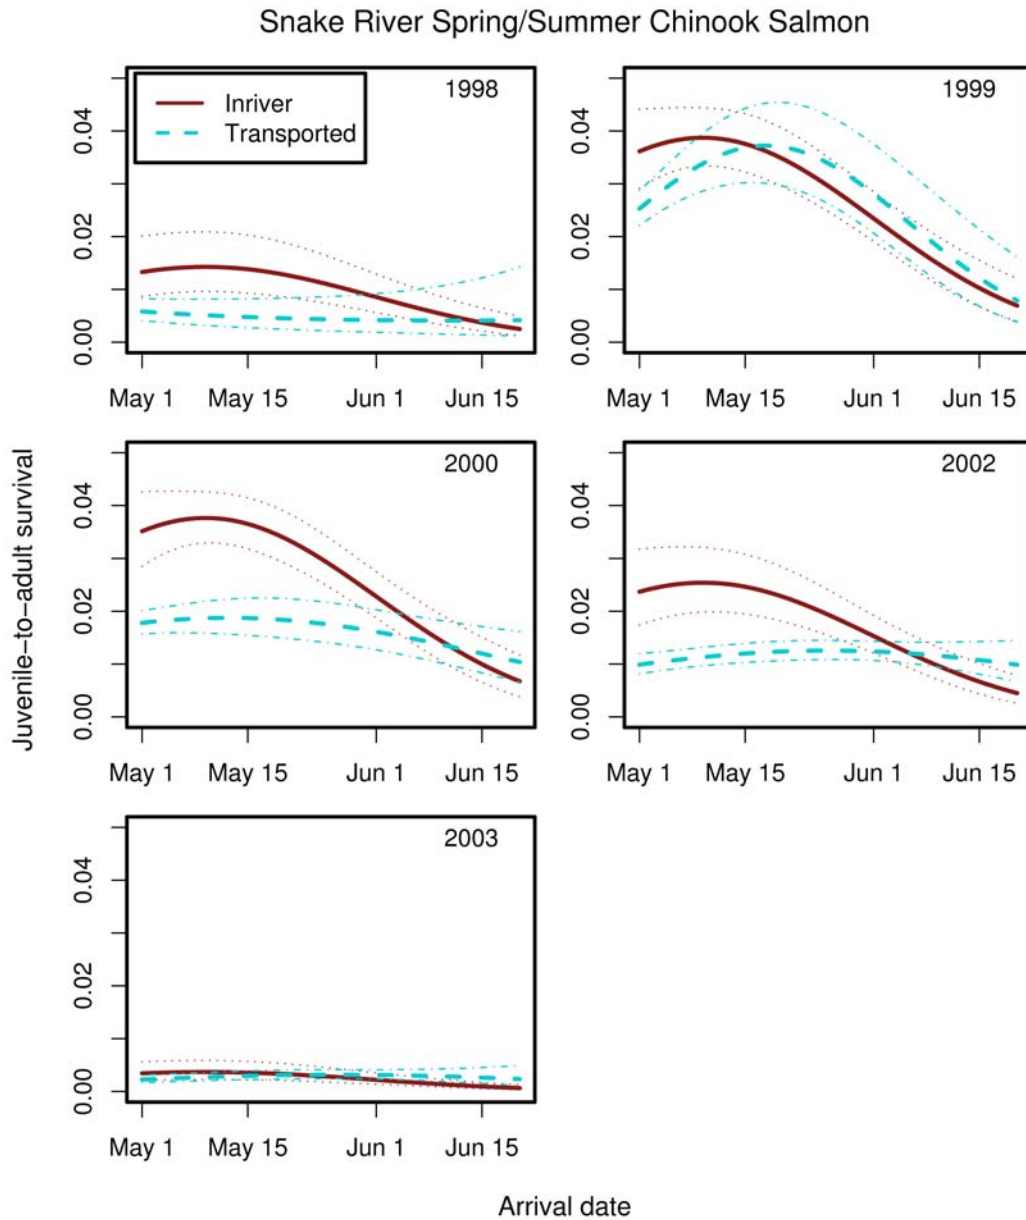 Snake River Spring/Summer Chinook Salmon
1998
Inriver
Transported
0.04
0.02
0.00
May 1 May 15 Jun 1 Jun 15
1999
0.04
0.02
0.00
May 1 May 15 Jun 1 Jun 15
2000
0.04
0.02
0.00
May 1 May 15 Jun 1 Jun 15
2002
0.04
0.02
0.00
May 1 May 15 Jun 1 Jun 15
2003
0.04
0.02
0.00
May 1 May 15 Jun 1 Jun 15
Juvenile−to−adult survival
Arrival date